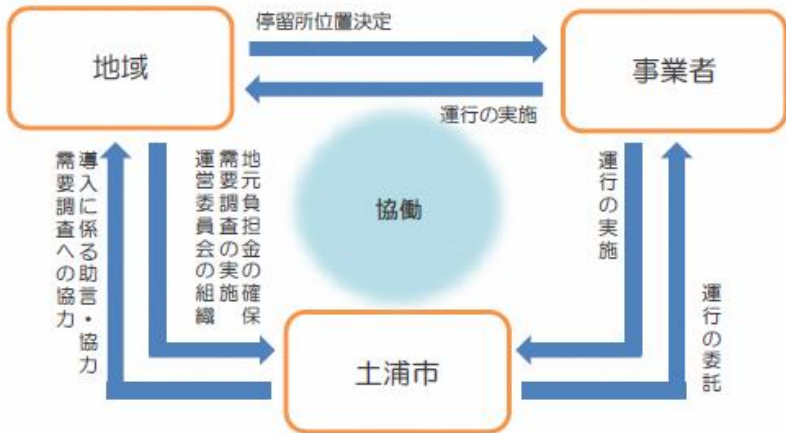 停留所位置決定
地域
事業者
運行の実施
協働
導入に係る助言・協力
需要調査への協力
地元負担金の確保
需要調査の実施
運営委員会の組織
運行の実施
運行の委託
土浦市